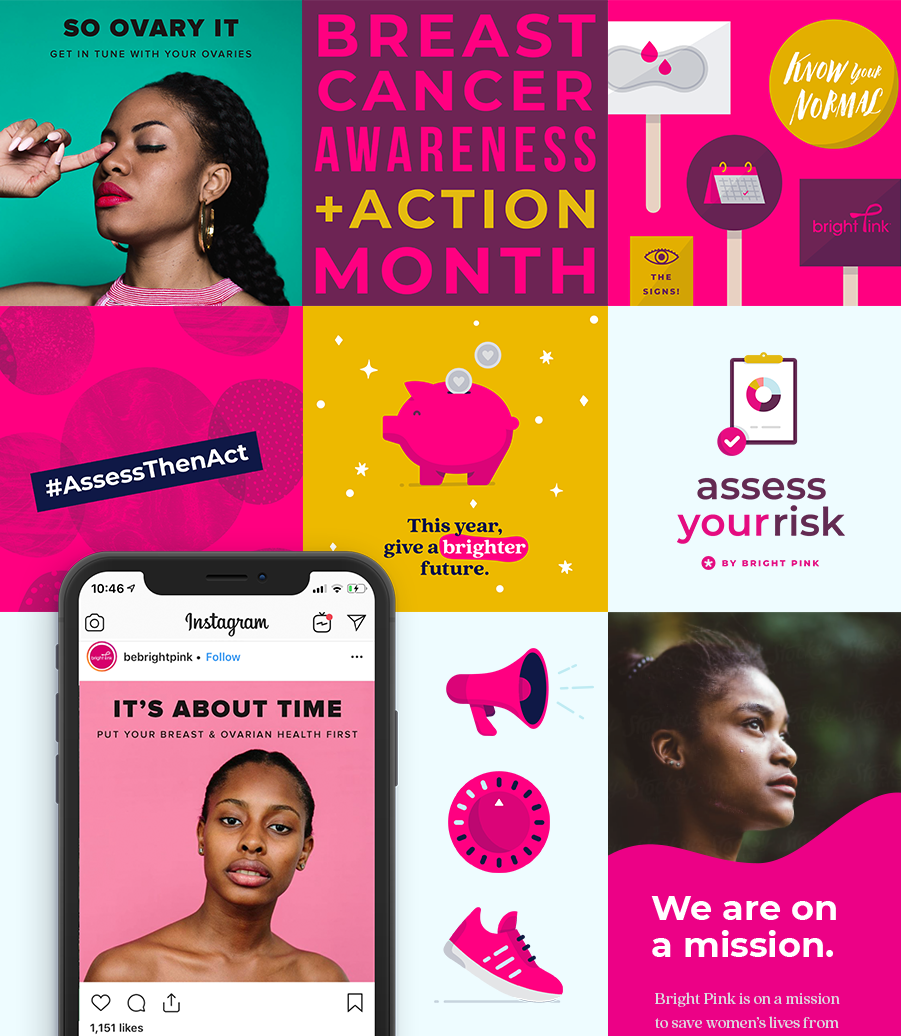 SO OVARY IT
GET IN TUNE WITH YOUR OVARIES
BREAST
CANCER
AWARENESS
+ACTION
MONTH
KNOW YOUR
NORMAL
bright pink
THE
SIGNS!
#AssessThenAct
This year,
give a brighter
future.
assess
yourrisk
BY BRIGHT PINK
10:46
Instagram
bright pink
bebrightpink • Follow
IT'S ABOUT TIME
PUT YOUR BREAST & OVARIAN HEALTH FIRST
1,151 likes
We are on
a mission.
Bright Pink is on a mission
to save women's lives from